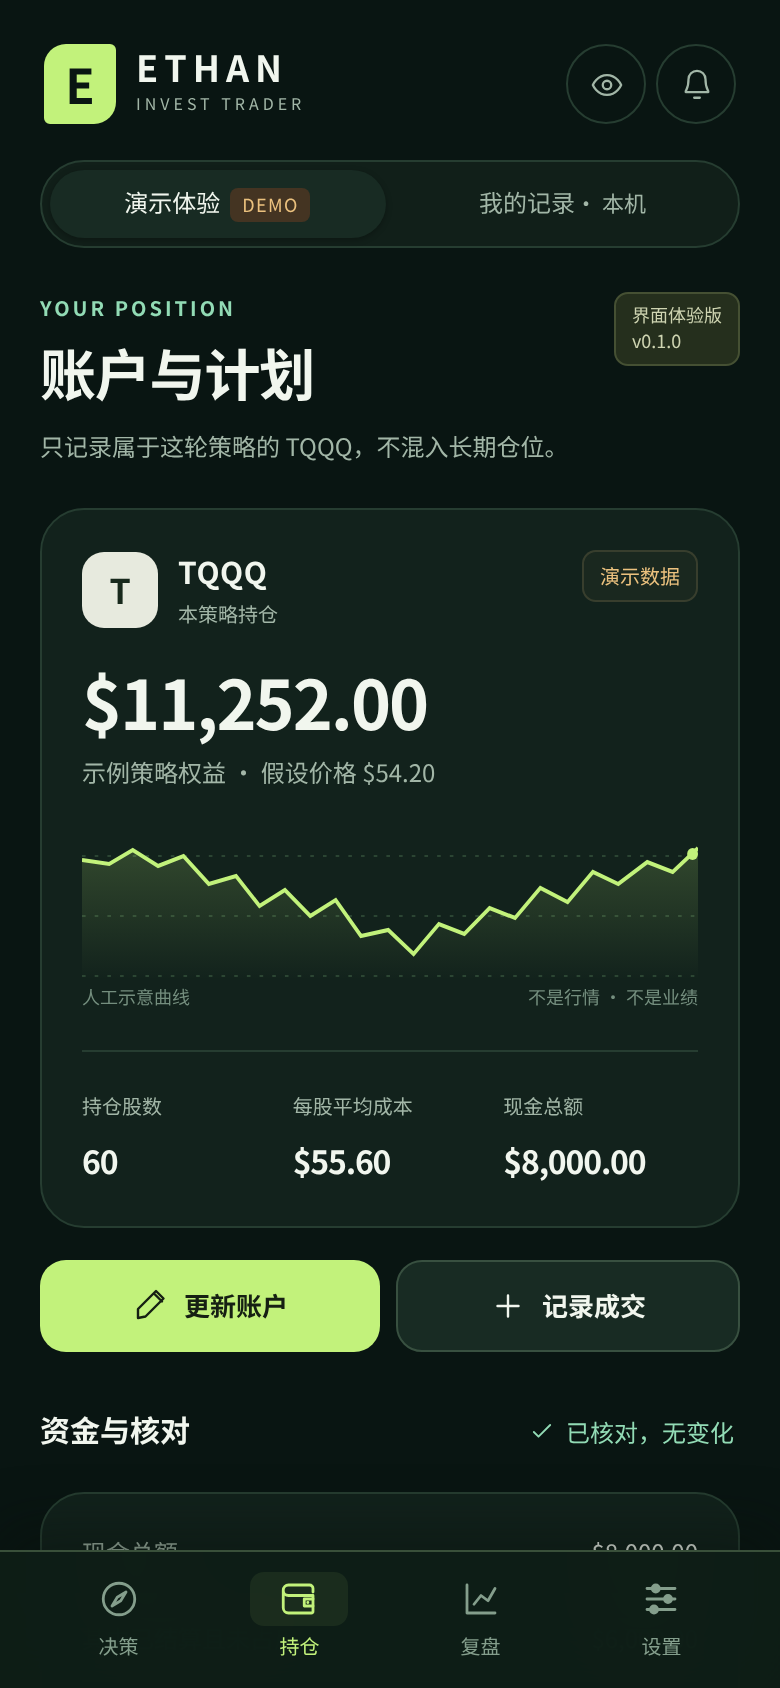 E
ETHAN
INVEST TRADER
演示体验 DEMO
我的记录 · 本机
YOUR POSITION
账户与计划
界面体验版
v0.1.0
只记录属于这轮策略的 TQQQ，不混入长期仓位。
T
TQQQ
本策略持仓
演示数据
$11,252.00
示例策略权益 · 假设价格 $54.20
人工示意曲线
不是行情 · 不是业绩
持仓股数
每股平均成本
现金总额
60
$55.60
$8,000.00
更新账户
记录成交
资金与核对
已核对，无变化
现金总额
$8,000.00
决策
持仓
复盘
设置